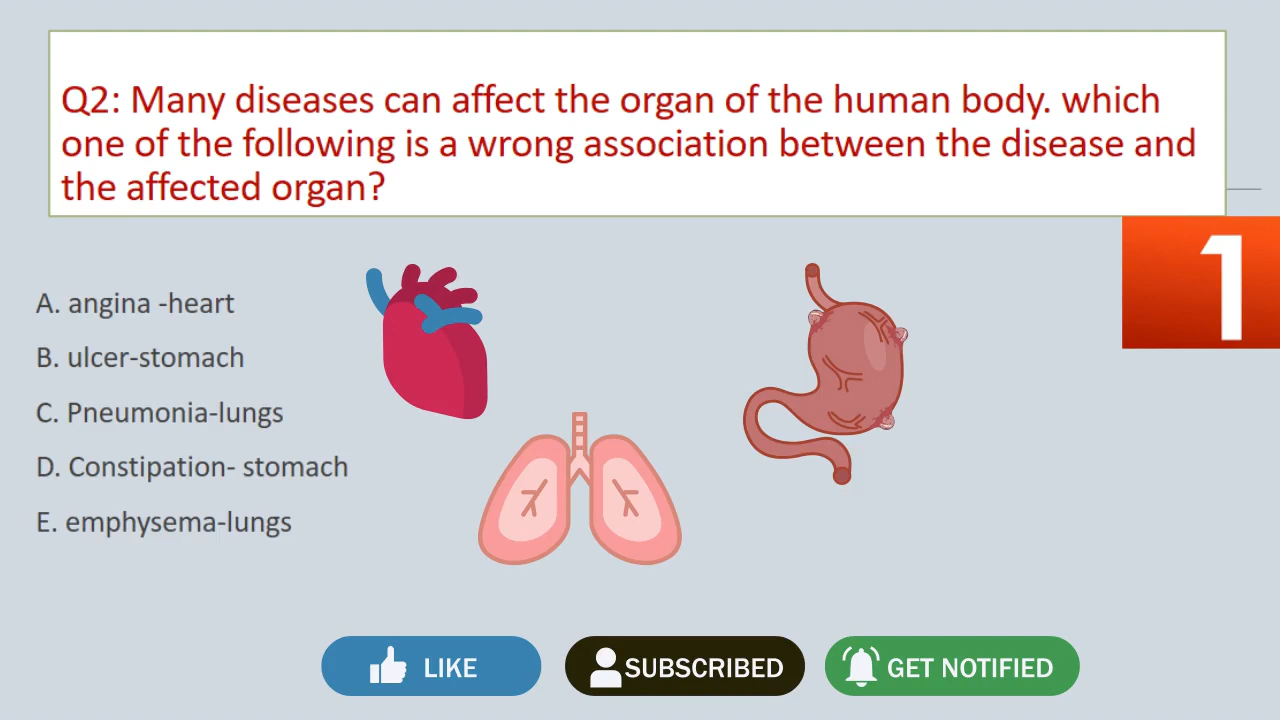 Q2: Many diseases can affect the organ of the human body. which
one of the following is a wrong association between the disease and
the affected organ?
1
A. angina -heart
B. ulcer-stomach
C. Pneumonia-lungs
D. Constipation- stomach
E. emphysema-lungs
LIKE
SUBSCRIBED
GET NOTIFIED